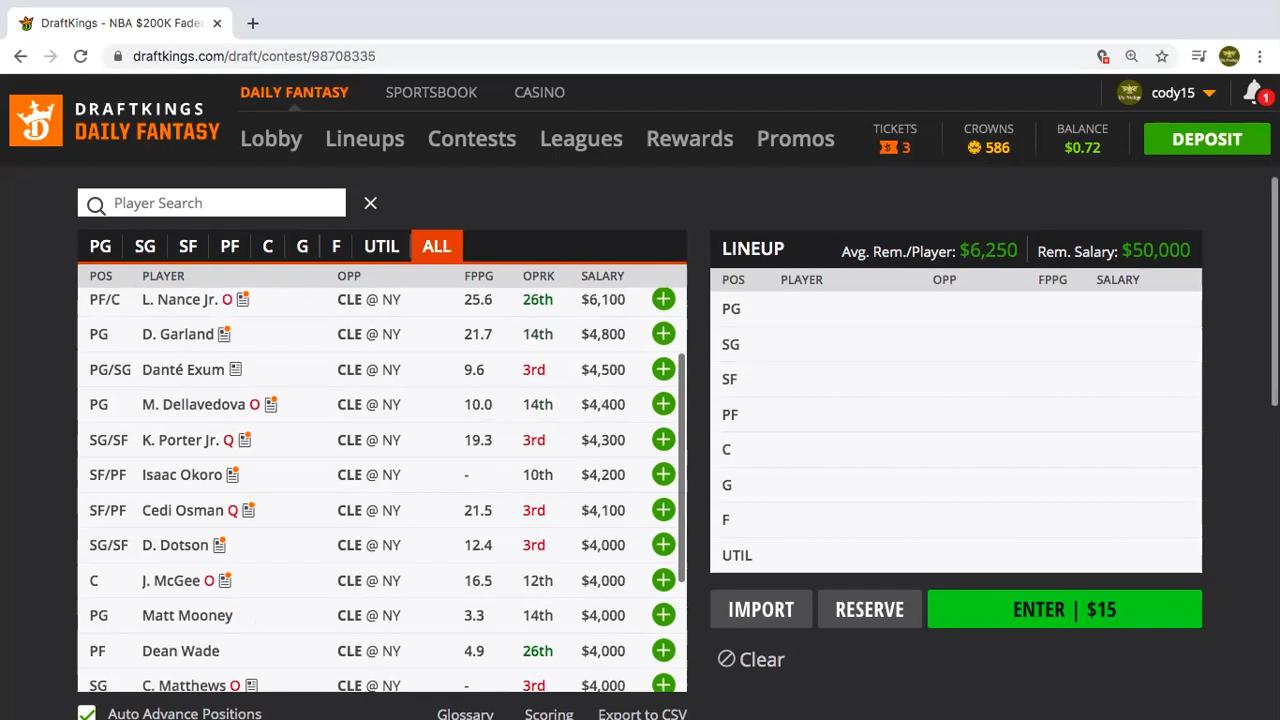 DraftKings - NBA $200K Fade
draftkings.com/draft/contest/98708335
DRAFTKINGS
DAILY FANTASY
DAILY FANTASY SPORTSBOOK CASINO
cody15
1
Lobby Lineups Contests Leagues Rewards Promos
TICKETS
3
CROWNS
586
BALANCE
$0.72
DEPOSIT
Player Search
PG SG SF PF C G F UTIL ALL
POS PLAYER OPP FPPG OPRK SALARY
PF/C L. Nance Jr. O CLE @ NY 25.6 26th $6,100
PG D. Garland CLE @ NY 21.7 14th $4,800
PG/SG Danté Exum CLE @ NY 9.6 3rd $4,500
PG M. Dellavedova O CLE @ NY 10.0 14th $4,400
SG/SF K. Porter Jr. Q CLE @ NY 19.3 3rd $4,300
SF/PF Isaac Okoro CLE @ NY - 10th $4,200
SF/PF Cedi Osman Q CLE @ NY 21.5 3rd $4,100
SG/SF D. Dotson CLE @ NY 12.4 3rd $4,000
C J. McGee O CLE @ NY 16.5 12th $4,000
PG Matt Mooney CLE @ NY 3.3 14th $4,000
PF Dean Wade CLE @ NY 4.9 26th $4,000
SG C. Matthews O CLE @ NY - 3rd $4,000
Auto Advance Positions Glossary Scoring Export to CSV
LINEUP Avg. Rem./Player: $6,250 Rem. Salary: $50,000
POS PLAYER OPP FPPG SALARY
PG
SG
SF
PF
C
G
F
UTIL
IMPORT RESERVE ENTER | $15
Clear